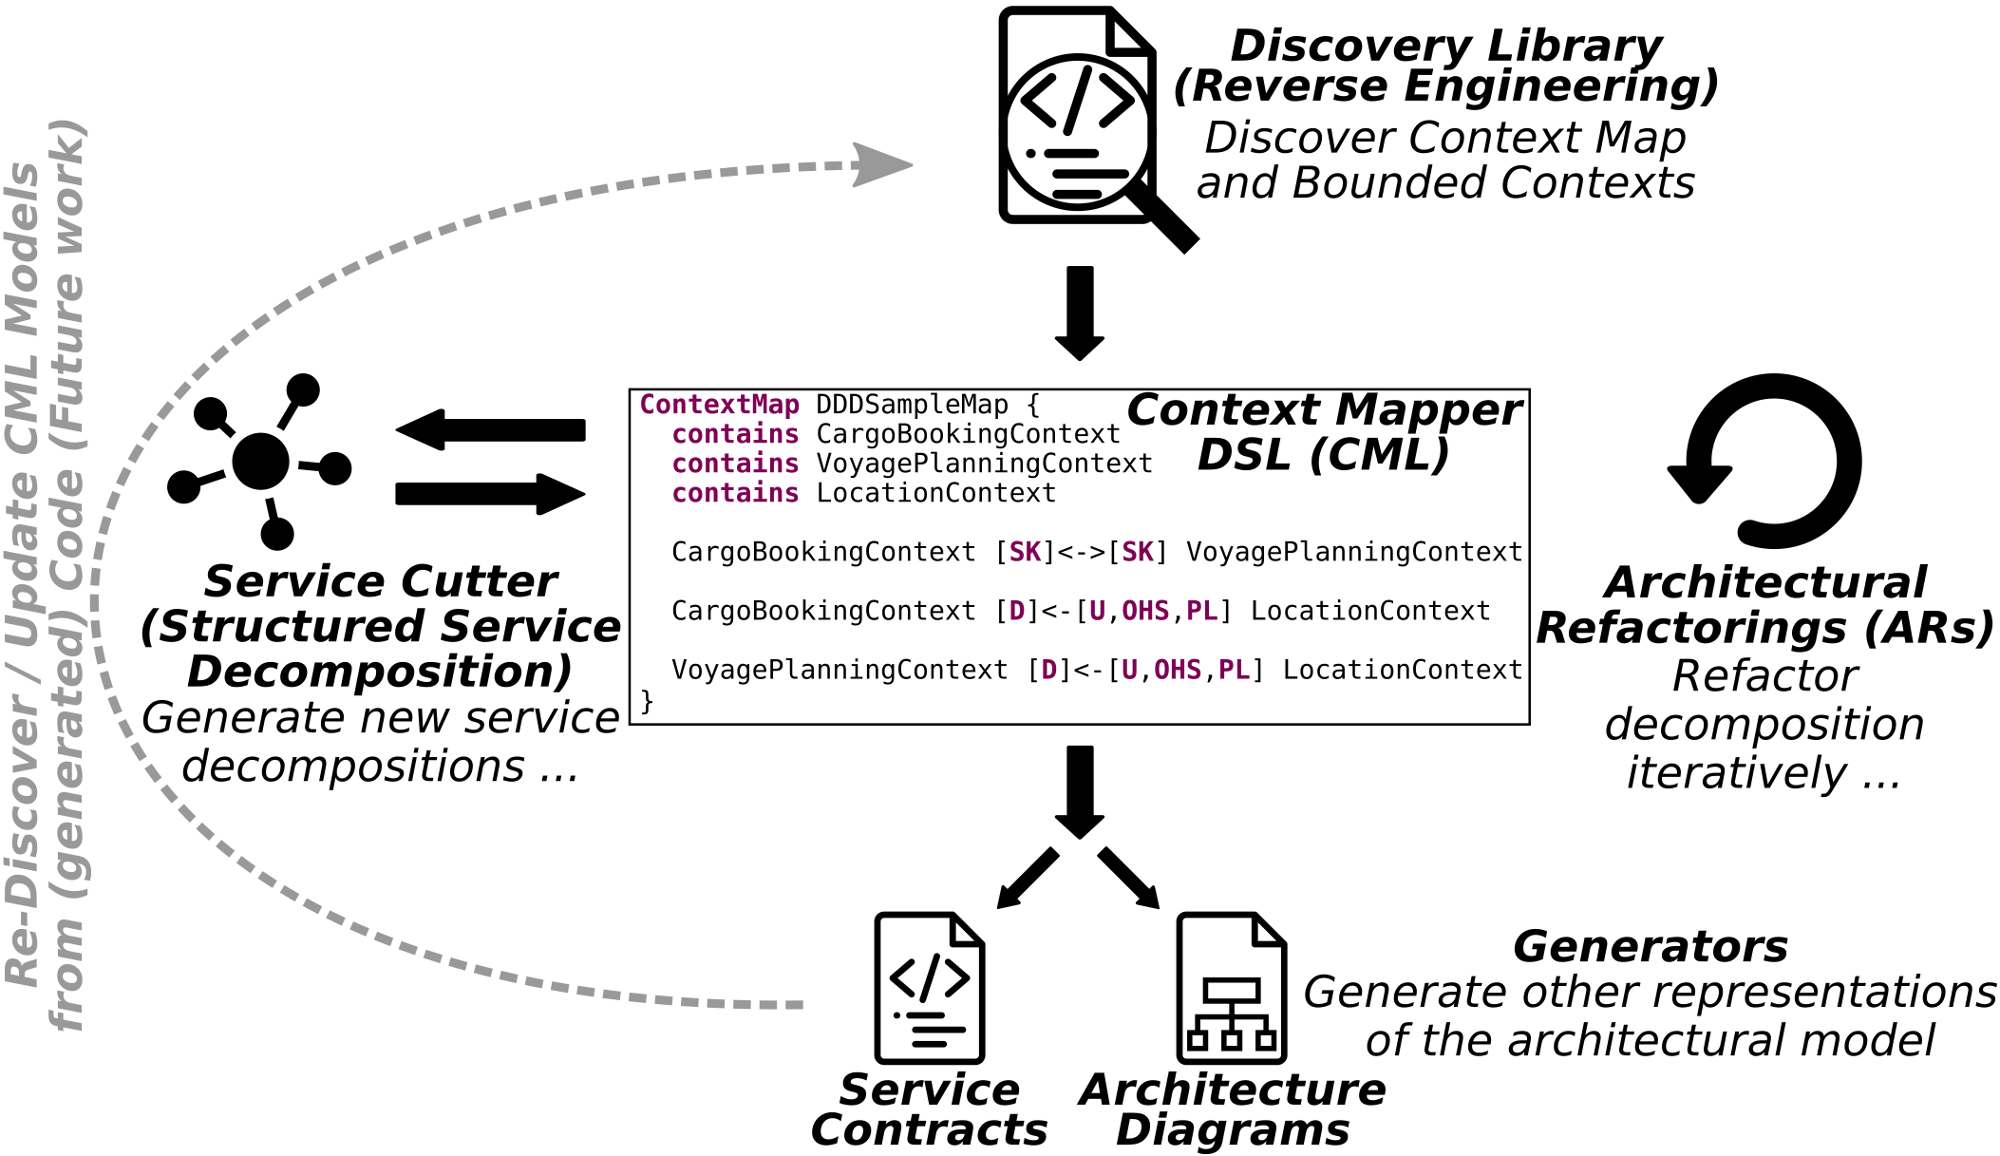 Discovery Library
(Reverse Engineering)
Discover Context Map
and Bounded Contexts
Re-Discover / Update CML Models
from (generated) Code (Future work)
Service Cutter
(Structured Service
Decomposition)
Generate new service
decompositions ...
Context Mapper
DSL (CML)
ContextMap DDDSampleMap {
contains CargoBookingContext
contains VoyagePlanningContext
contains LocationContext
CargoBookingContext [SK]<->[SK] VoyagePlanningContext
CargoBookingContext [D]<-[U,OHS,PL] LocationContext
VoyagePlanningContext [D]<-[U,OHS,PL] LocationContext
}
Architectural
Refactorings (ARs)
Refactor
decomposition
iteratively ...
Service
Contracts
Architecture
Diagrams
Generators
Generate other representations
of the architectural model